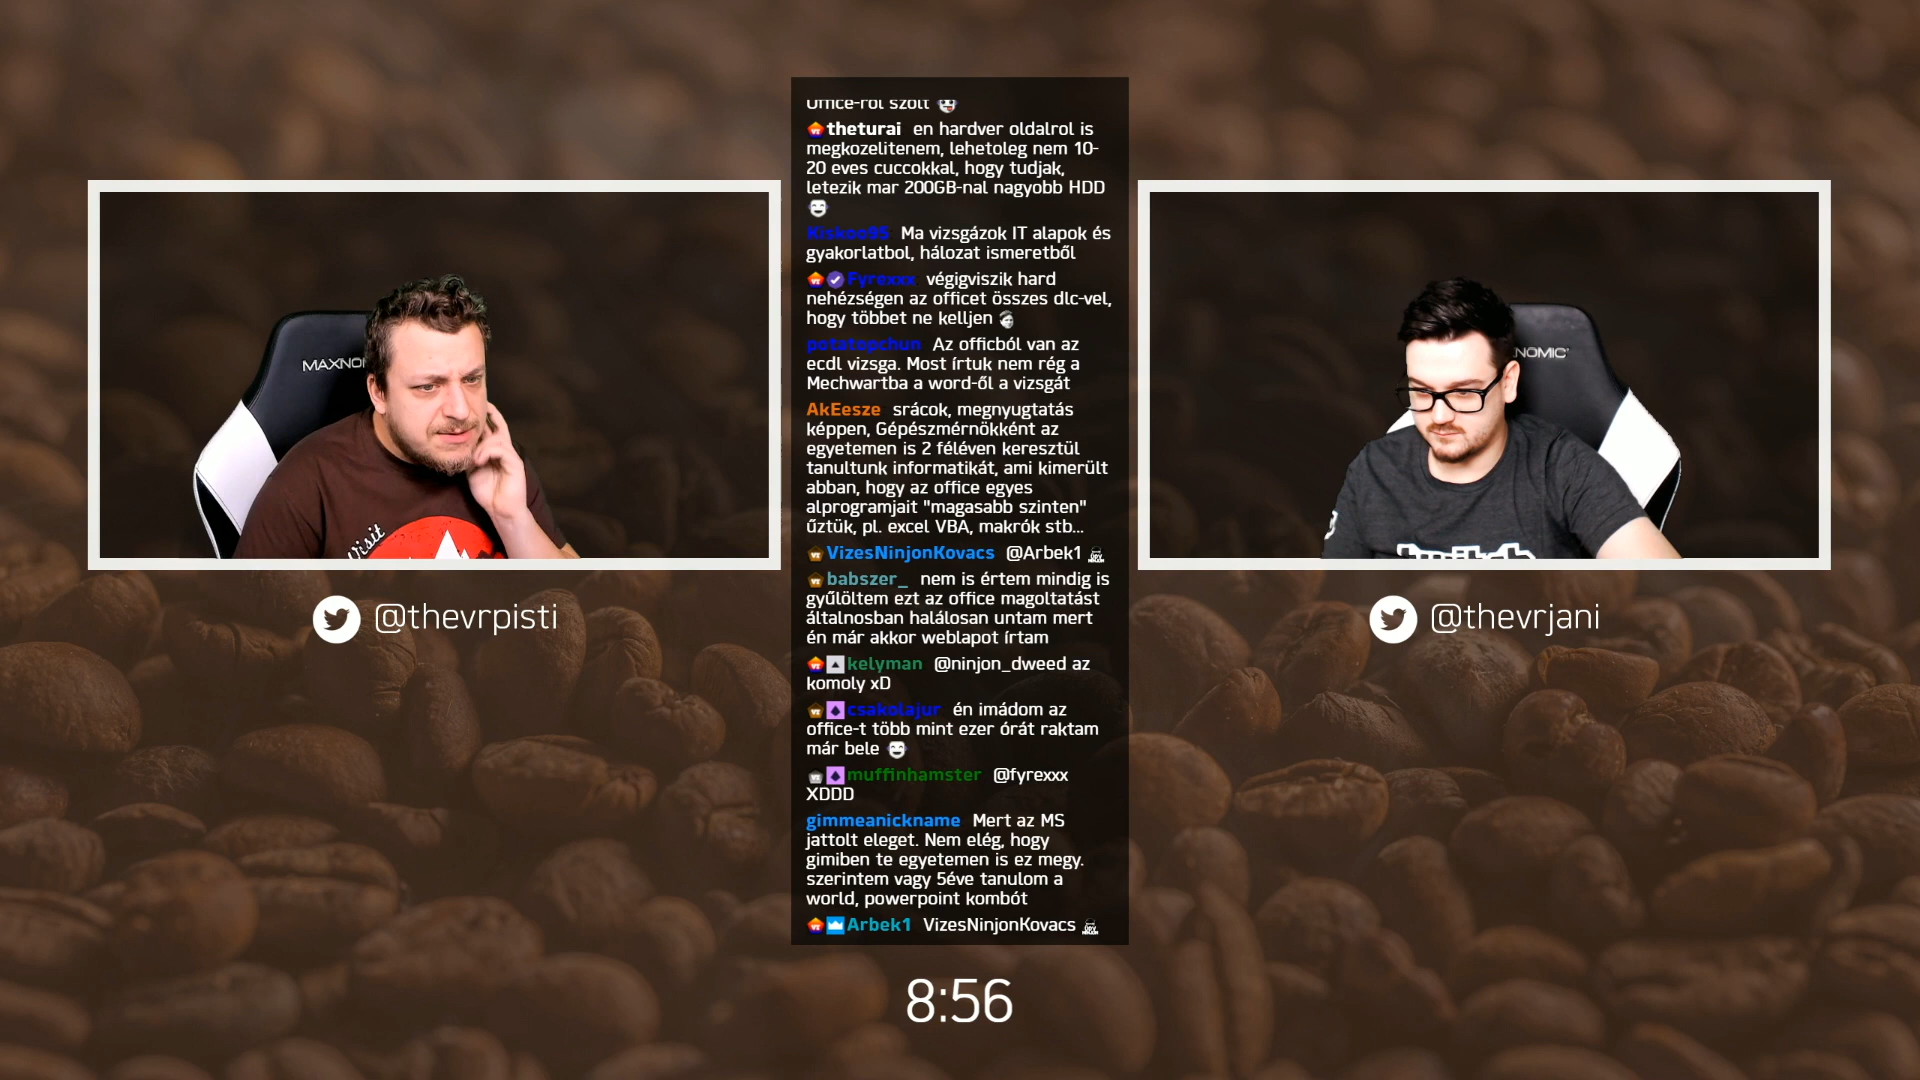 Office-ról szólt
theturai en hardver oldalrol is
megkozelitenem, lehetoleg nem 10-
20 eves cuccokkal, hogy tudjak,
letezik mar 200GB-nal nagyobb HDD
Kiskoo95 Ma vizsgázok IT alapok és
gyakorlatbol, hálozat ismeretből
Fyrexxx végigviszik hard
nehézségen az officet összes dlc-vel,
hogy többet ne kelljen
potatopchun Az officból van az
ecdl vizsga. Most írtuk nem rég a
Mechwartba a word-ől a vizsgát
AkEesze srácok, megnyugtatás
képpen, Gépészmérnökként az
egyetemen is 2 féléven keresztül
tanultunk informatikát, ami kimerült
abban, hogy az office egyes
alprogramjait "magasabb szinten"
űztük, pl. excel VBA, makrók stb...
VizesNinjonKovacs @Arbek1
babszer_ nem is értem mindig is
gyűlöltem ezt az office magoltatást
általnosban halálosan untam mert
én már akkor weblapot írtam
kelyman @ninjon_dweed az
komoly xD
csakolajur én imádom az
office-t több mint ezer órát raktam
már bele
muffinhamster @fyrexxx
XDDD
gimmeanickname Mert az MS
jattolt eleget. Nem elég, hogy
gimiben te egyetemen is ez megy.
szerintem vagy 5éve tanulom a
world, powerpoint kombót
Arbek1 VizesNinjonKovacs
8:56
MAXNO
Visit
@thevrpisti
NOMIC
twitch
@thevrjani